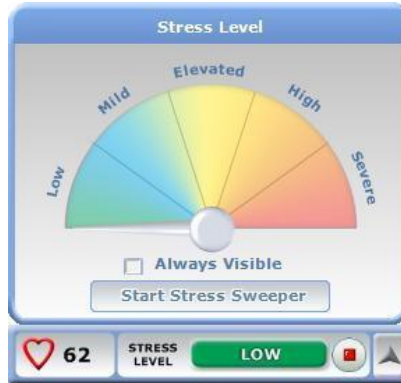 Stress Level
Low
Mild
Elevated
High
Severe
Always Visible
Start Stress Sweeper
62
STRESS
LEVEL
LOW